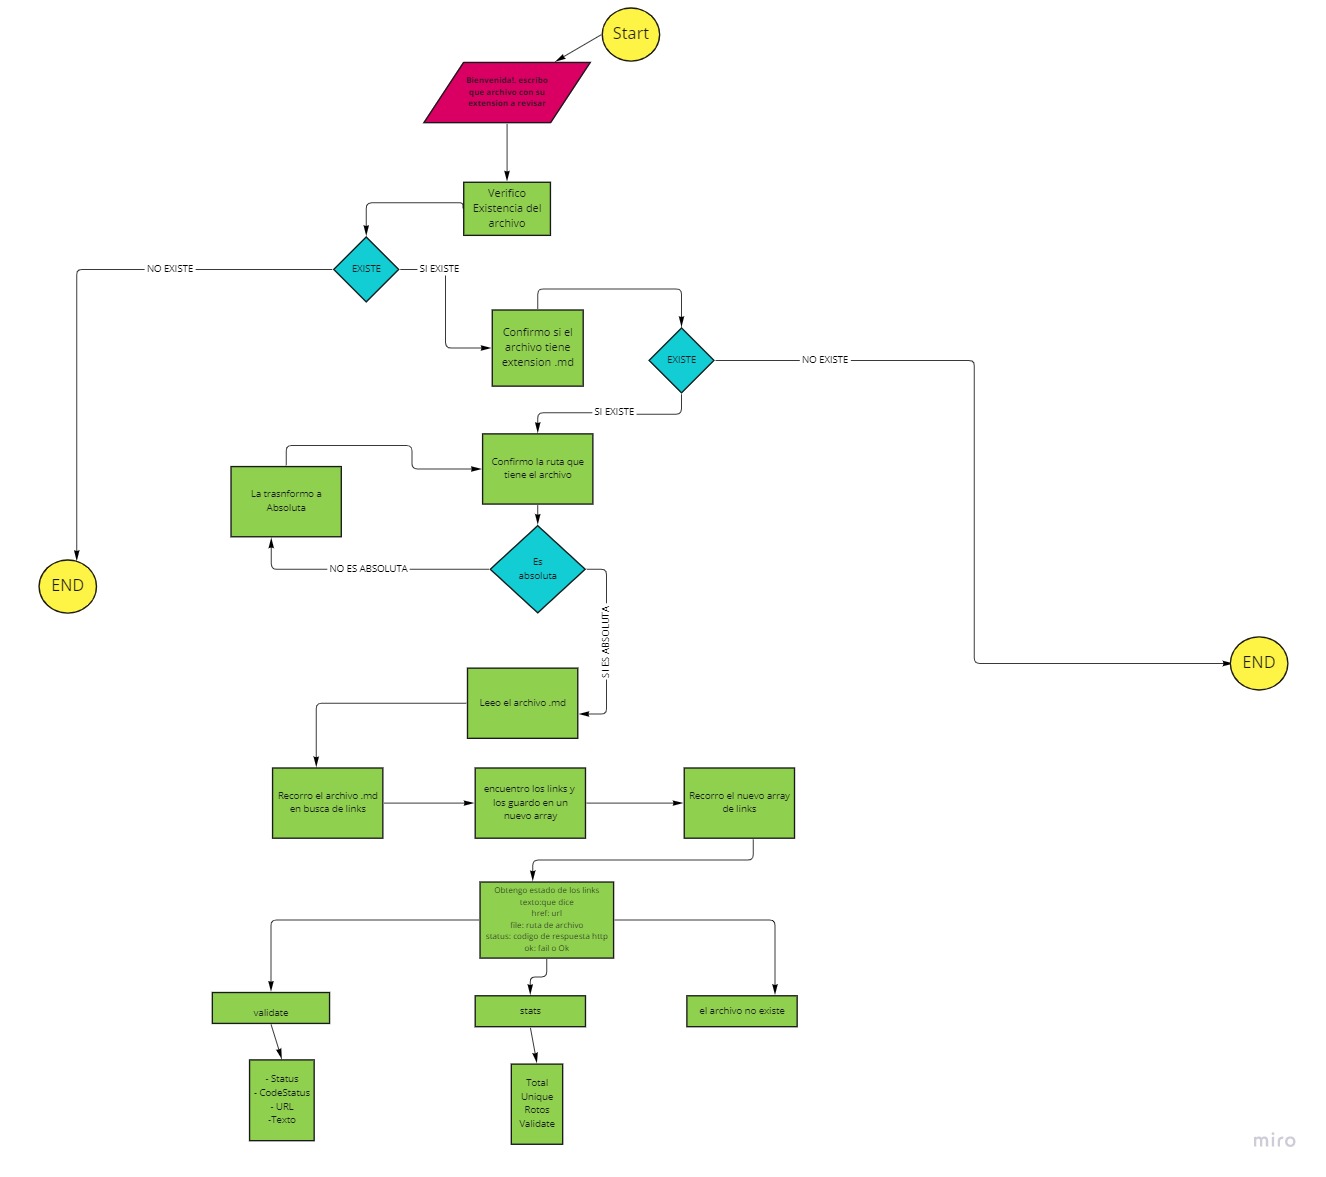 Start
Bienvenida!, escribo
que archivo con su
extension a revisar
Verifico
Existencia del
archivo
EXISTE
NO EXISTE
SI EXISTE
Confirmo si el
archivo tiene
extension .md
EXISTE
NO EXISTE
SI EXISTE
Confirmo la ruta que
tiene el archivo
La trasnformo a
Absoluta
Es
absoluta
NO ES ABSOLUTA
SI ES ABSOLUTA
END
END
Leeo el archivo .md
Recorro el archivo .md
en busca de links
encuentro los links y
los guardo en un
nuevo array
Recorro el nuevo array
de links
Obtengo estado de los links
texto:que dice
href: url
file: ruta de archivo
status: codigo de respuesta http
ok: fail o Ok
validate
stats
el archivo no existe
- Status
- CodeStatus
- URL
-Texto
Total
Unique
Rotos
Validate
miro